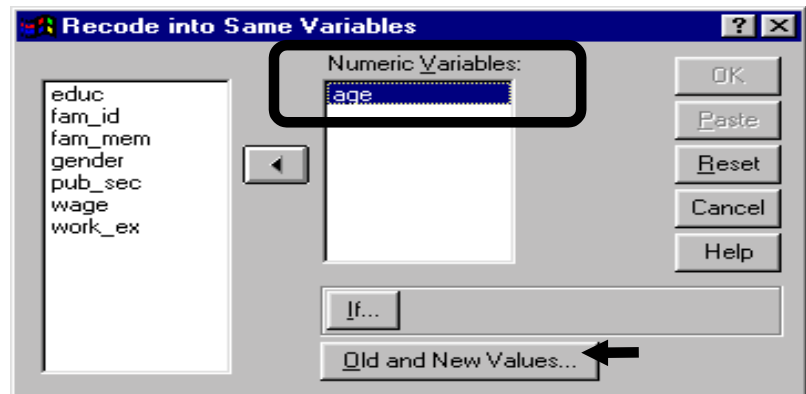 Recode into Same Variables
? X
educ
fam_id
fam_mem
gender
pub_sec
wage
work_ex
Numeric Variables:
age
OK
Paste
Reset
Cancel
Help
If...
Old and New Values...